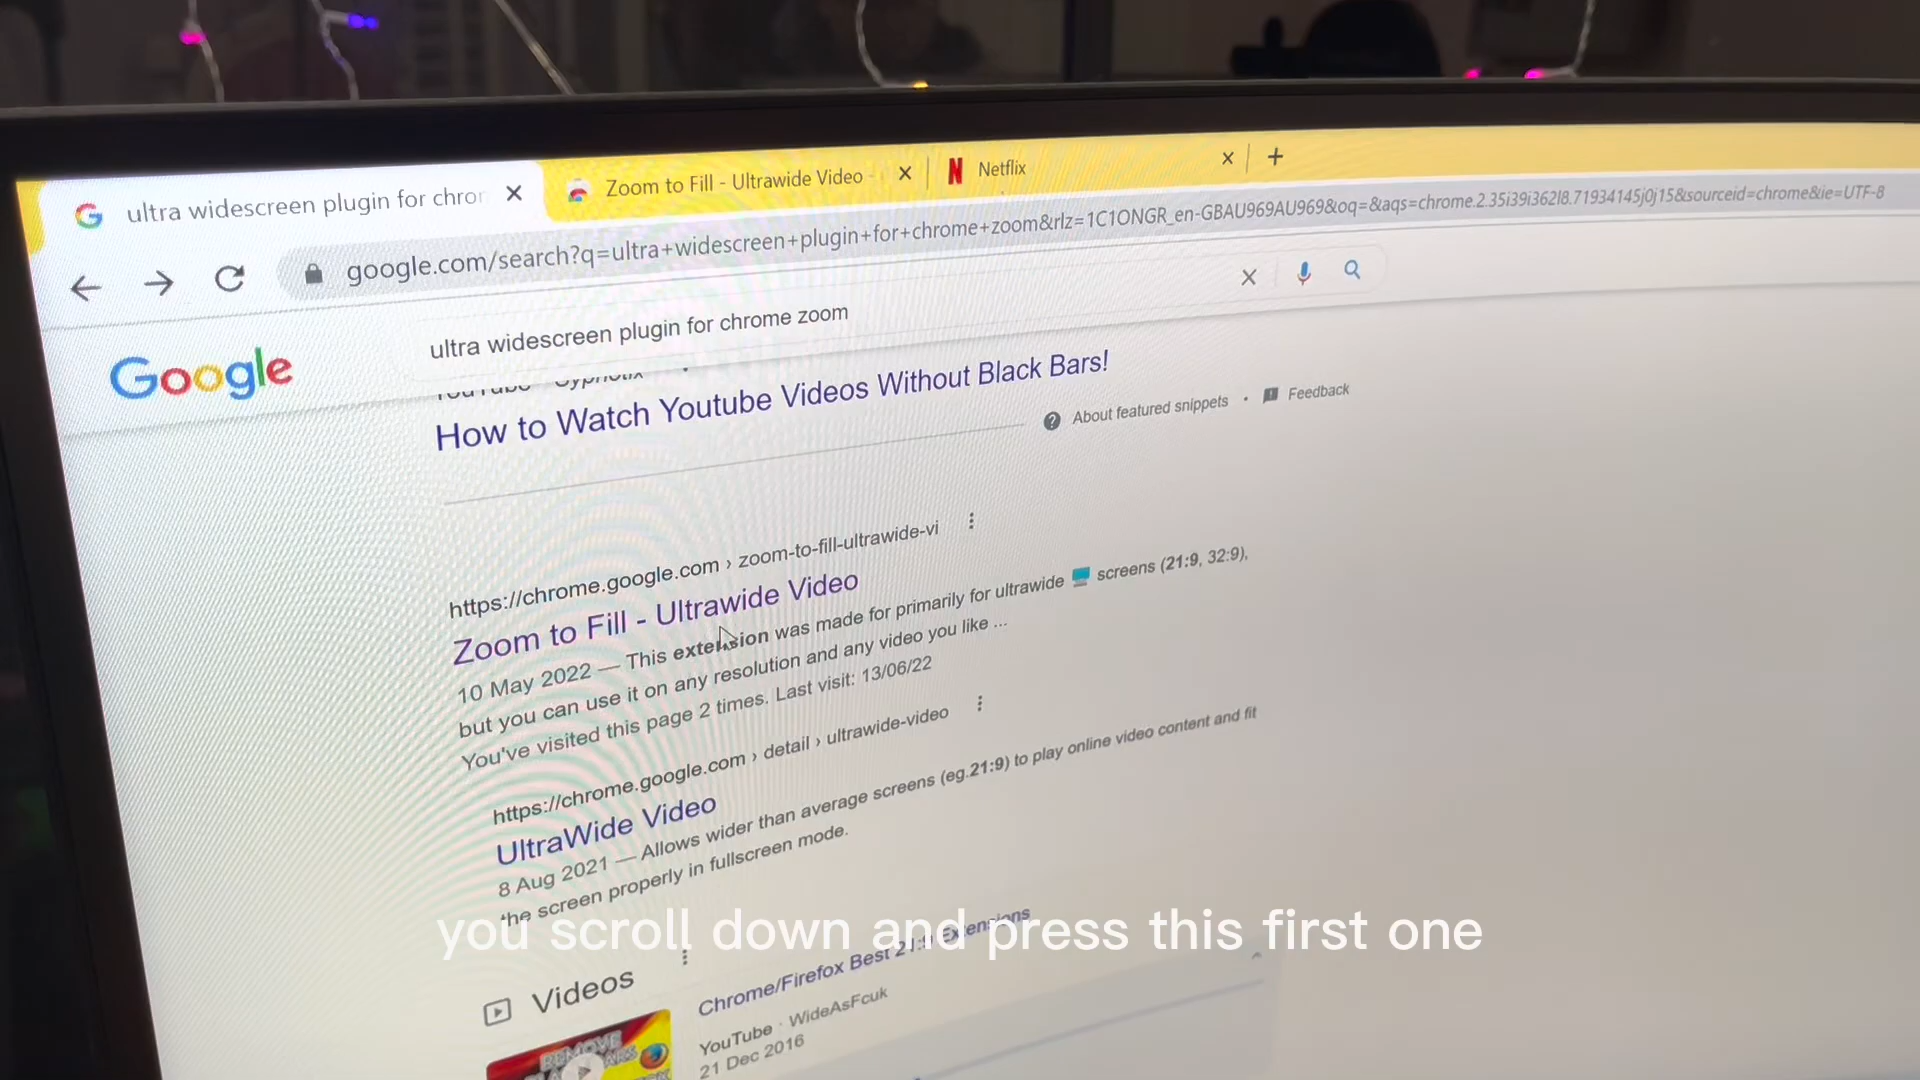 ultra widescreen plugin for chror
Zoom to Fill - Ultrawide Video -
Netflix
google.com/search?q=ultra+widescreen+plugin+for+chrome+zoom&rlz=1C1ONGR_en-GBAU969AU969&oq=&aqs=chrome.2.35i39i362l8.71934145j0j15&sourceid=chrome&ie=UTF-8
Google
ultra widescreen plugin for chrome zoom
How to Watch Youtube Videos Without Black Bars!
About featured snippets
Feedback
https://chrome.google.com › zoom-to-fill-ultrawide-vi
Zoom to Fill - Ultrawide Video
10 May 2022 — This extension was made for primarily for ultrawide 🖥️ screens (21:9, 32:9),
but you can use it on any resolution and any video you like ...
You've visited this page 2 times. Last visit: 13/06/22
https://chrome.google.com › detail › ultrawide-video
UltraWide Video
8 Aug 2021 — Allows wider than average screens (eg.21:9) to play online video content and fit
the screen properly in fullscreen mode.
you scroll down and press this first one
Videos
Chrome/Firefox Best 21:9 Extensions
YouTube · WideAsFcuk
21 Dec 2016
REMOVE